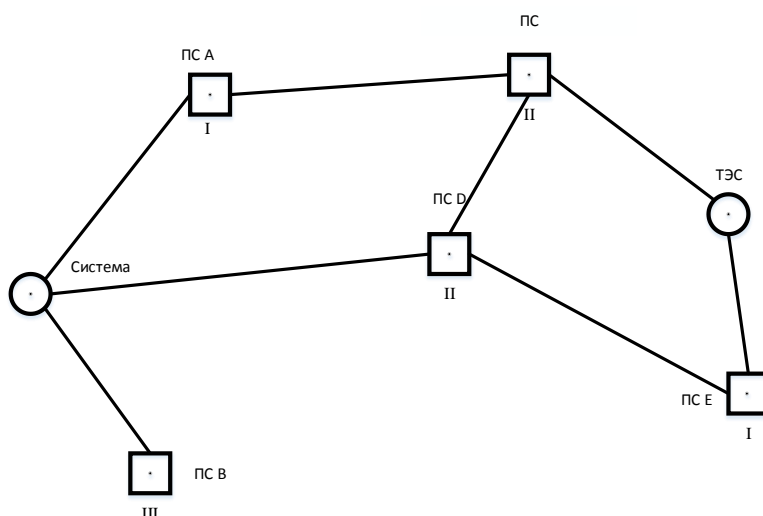 ПС
ПС А
I
II
ТЭС
ПС D
Система
II
ПС Е
I
ПС В
III